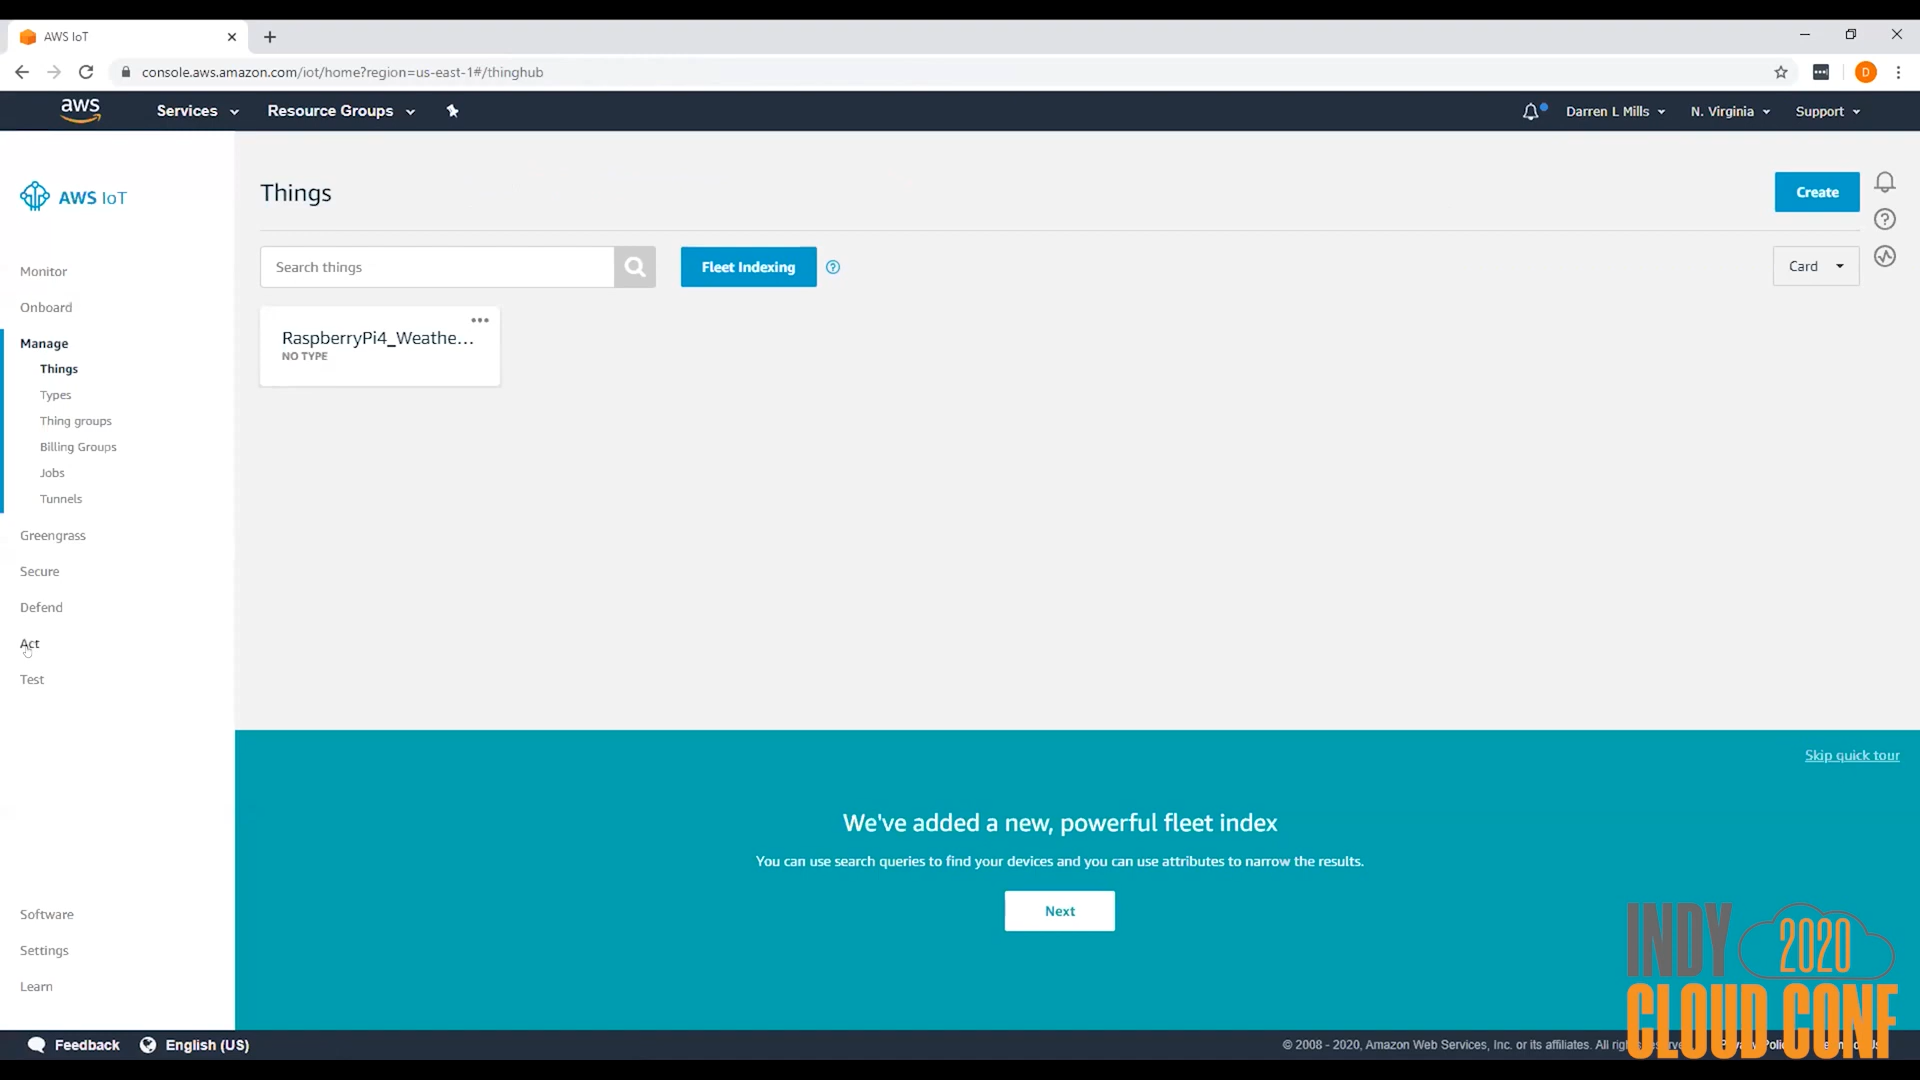 AWS IoT
console.aws.amazon.com/iot/home?region=us-east-1#/thinghub
D
aws
Services
Resource Groups
Darren L Mills
N. Virginia
Support
AWS IoT
Monitor
Onboard
Manage
Things
Types
Thing groups
Billing Groups
Jobs
Tunnels
Greengrass
Secure
Defend
Act
Test
Software
Settings
Learn
Things
Create
Search things
Fleet Indexing
Card
RaspberryPi4_Weathe...
NO TYPE
Skip quick tour
We've added a new, powerful fleet index
You can use search queries to find your devices and you can use attributes to narrow the results.
Next
INDY 2020
CLOUD CONF
Feedback
English (US)
© 2008 - 2020, Amazon Web Services, Inc. or its affiliates. All